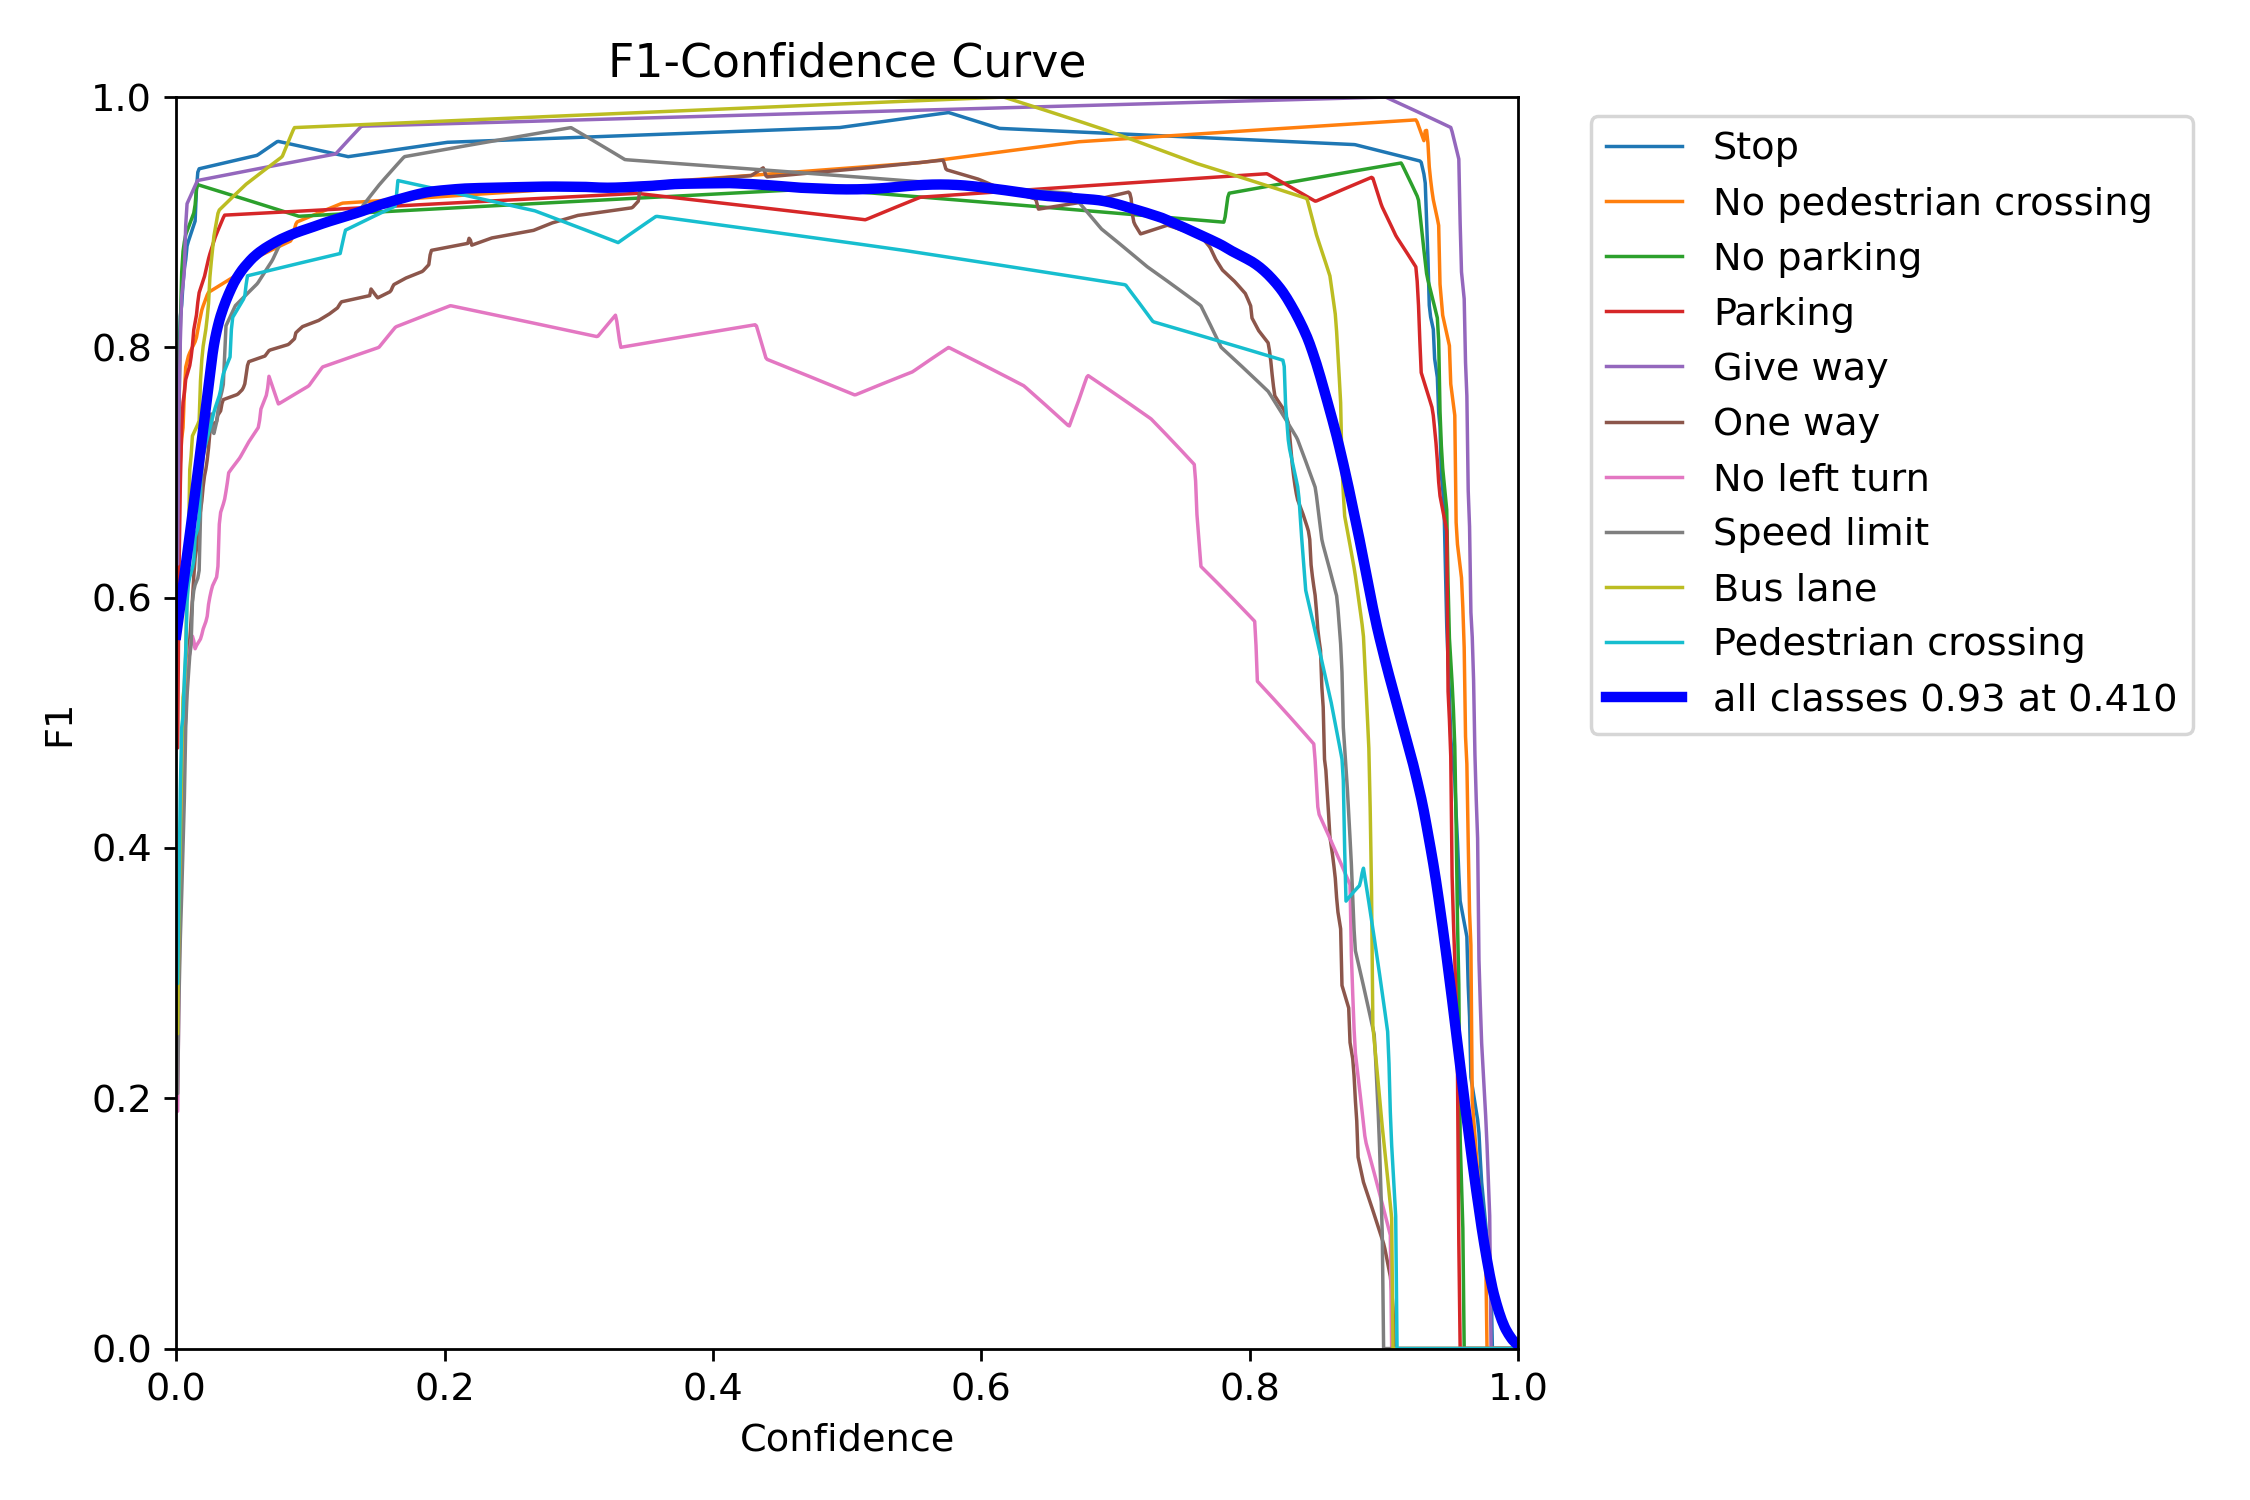 F1-Confidence Curve
1.0
0.8
0.6
0.4
0.2
0.0
F1
0.0 0.2 0.4 0.6 0.8 1.0
Confidence
Stop
No pedestrian crossing
No parking
Parking
Give way
One way
No left turn
Speed limit
Bus lane
Pedestrian crossing
all classes 0.93 at 0.410